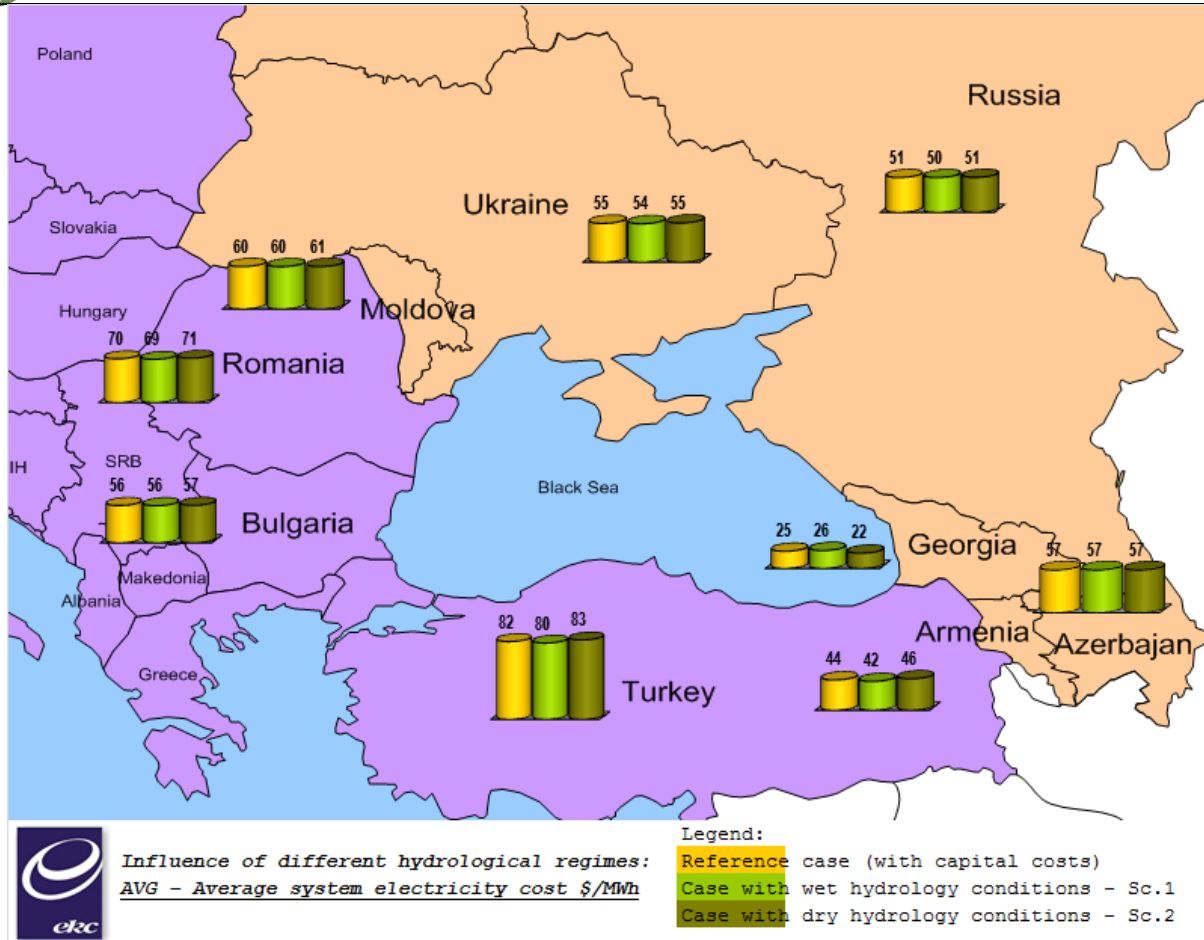 Poland
Russia
51 50 51
Ukraine
55 54 55
Slovakia
60 60 61
Hungary
Moldova
70 69 71
Romania
IH
SRB
Black Sea
56 56 57
Bulgaria
25 26 22
Georgia
57 57 57
Makedonia
Albania
Armenia
Azerbajan
82 80 83
44 42 46
Greece
Turkey
ekc
Influence of different hydrological regimes:
AVG - Average system electricity cost $/MWh
Legend:
Reference case (with capital costs)
Case with wet hydrology conditions - Sc.1
Case with dry hydrology conditions - Sc.2